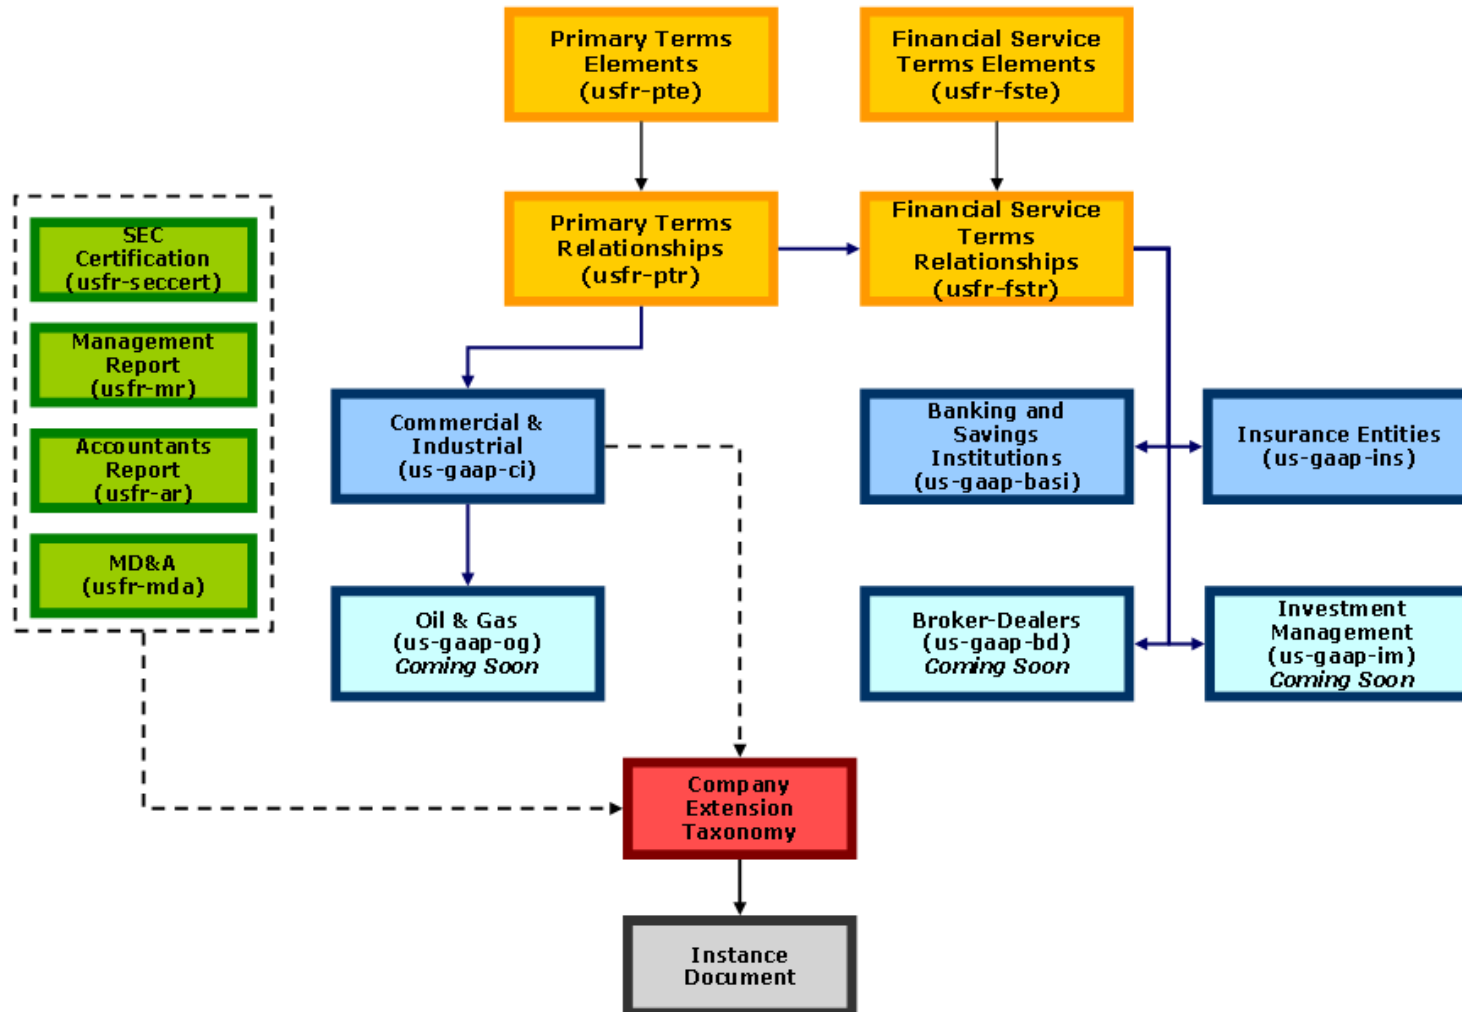 Primary Terms
Elements
(usfr-pte)
Financial Service
Terms Elements
(usfr-fste)
Primary Terms
Relationships
(usfr-ptr)
Financial Service
Terms
Relationships
(usfr-fstr)
SEC
Certification
(usfr-seccert)
Management
Report
(usfr-mr)
Accountants
Report
(usfr-ar)
MD&A
(usfr-mda)
Commercial &
Industrial
(us-gaap-ci)
Banking and
Savings
Institutions
(us-gaap-basi)
Insurance Entities
(us-gaap-ins)
Oil & Gas
(us-gaap-og)
Coming Soon
Broker-Dealers
(us-gaap-bd)
Coming Soon
Investment
Management
(us-gaap-im)
Coming Soon
Company
Extension
Taxonomy
Instance
Document